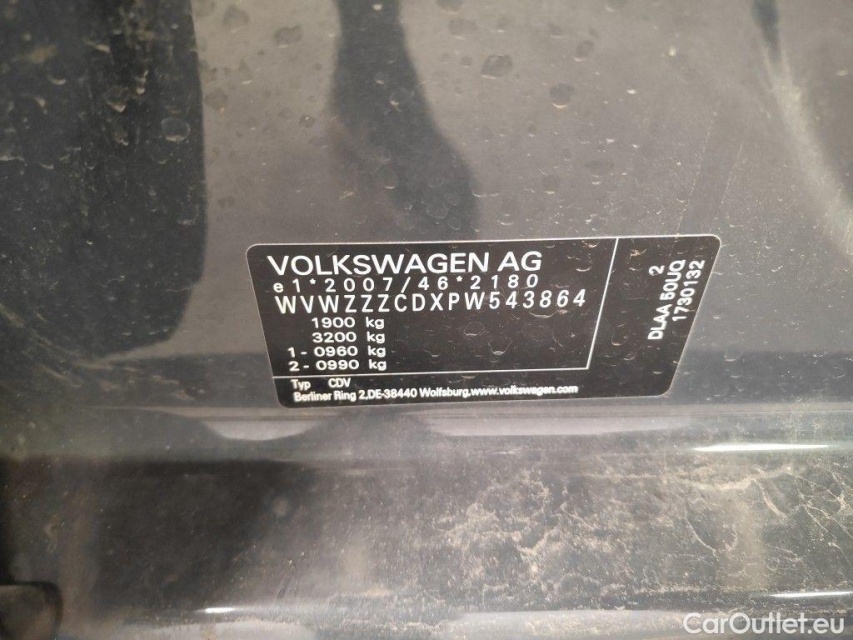 VOLKSWAGEN AG
e1*2007/46*2180
WVWZZZCDXPW543864
1900 kg
3200 kg
1 - 0960 kg
2 - 0990 kg
Typ CDV
Berliner Ring 2,DE-38440 Wolfsburg,www.volkswagen.com
2
DLAA 50UQ
1730132
CarOutlet.eu